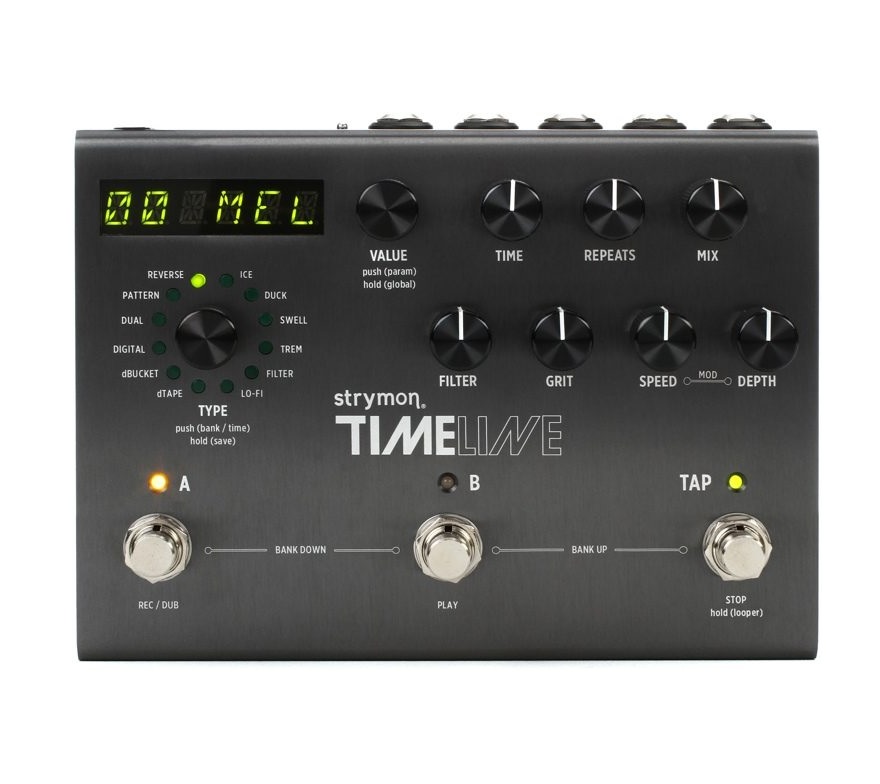 00 MEL
VALUE
push (param)
hold (global)
TIME
REPEATS
MIX
REVERSE
ICE
PATTERN
DUCK
DUAL
SWELL
DIGITAL
TREM
dBUCKET
FILTER
dTAPE
LO-FI
TYPE
push (bank / time)
hold (save)
FILTER
GRIT
SPEED
MOD
DEPTH
strymon®
TIMELINE
A
B
TAP
BANK DOWN
BANK UP
REC / DUB
PLAY
STOP
hold (looper)